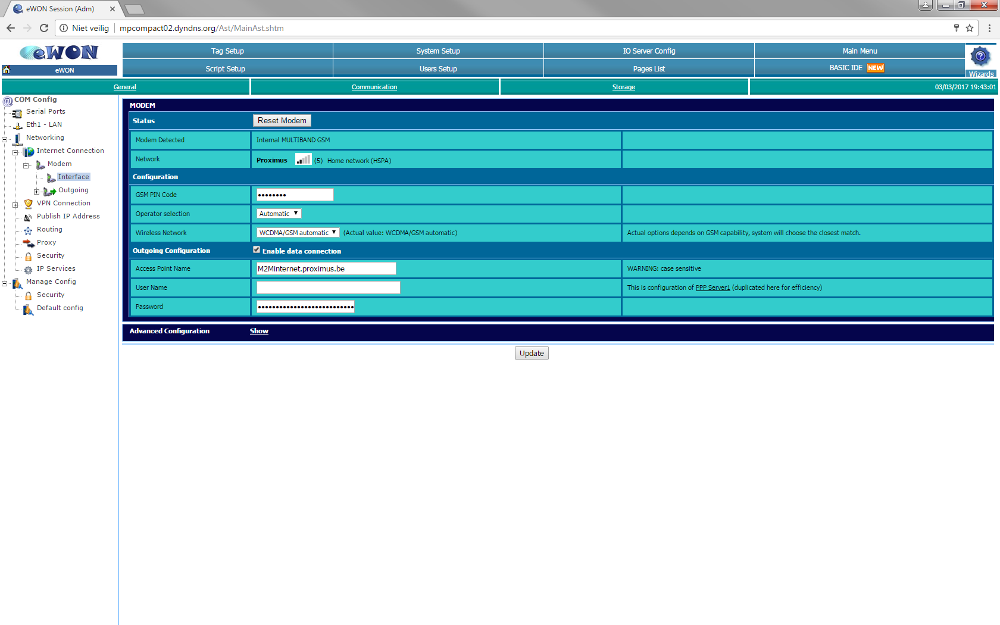 eWON Session (Adm)
Niet veilig mpcompact02.dyndns.org/Ast/MainAst.shtm
eWON
eWON
Tag Setup System Setup IO Server Config Main Menu
Script Setup Users Setup Pages List BASIC IDE NEW
Wizards
General Communication Storage 03/03/2017 19:43:01
COM Config
Serial Ports
Eth1 - LAN
Networking
Internet Connection
Modem
Interface
Outgoing
VPN Connection
Publish IP Address
Routing
Proxy
Security
IP Services
Manage Config
Security
Default config
MODEM
Status Reset Modem
Modem Detected Internal MULTIBAND GSM
Network Proximus (5) Home network (HSPA)
Configuration
GSM PIN Code ••••••••
Operator selection Automatic
Wireless Network WCDMA/GSM automatic (Actual value: WCDMA/GSM automatic) Actual options depends on GSM capability, system will choose the closest match.
Outgoing Configuration Enable data connection
Access Point Name M2Minternet.proximus.be WARNING: case sensitive
User Name This is configuration of PPP Server1 (duplicated here for efficiency)
Password •••••••••••••••••••••••••••
Advanced Configuration Show
Update